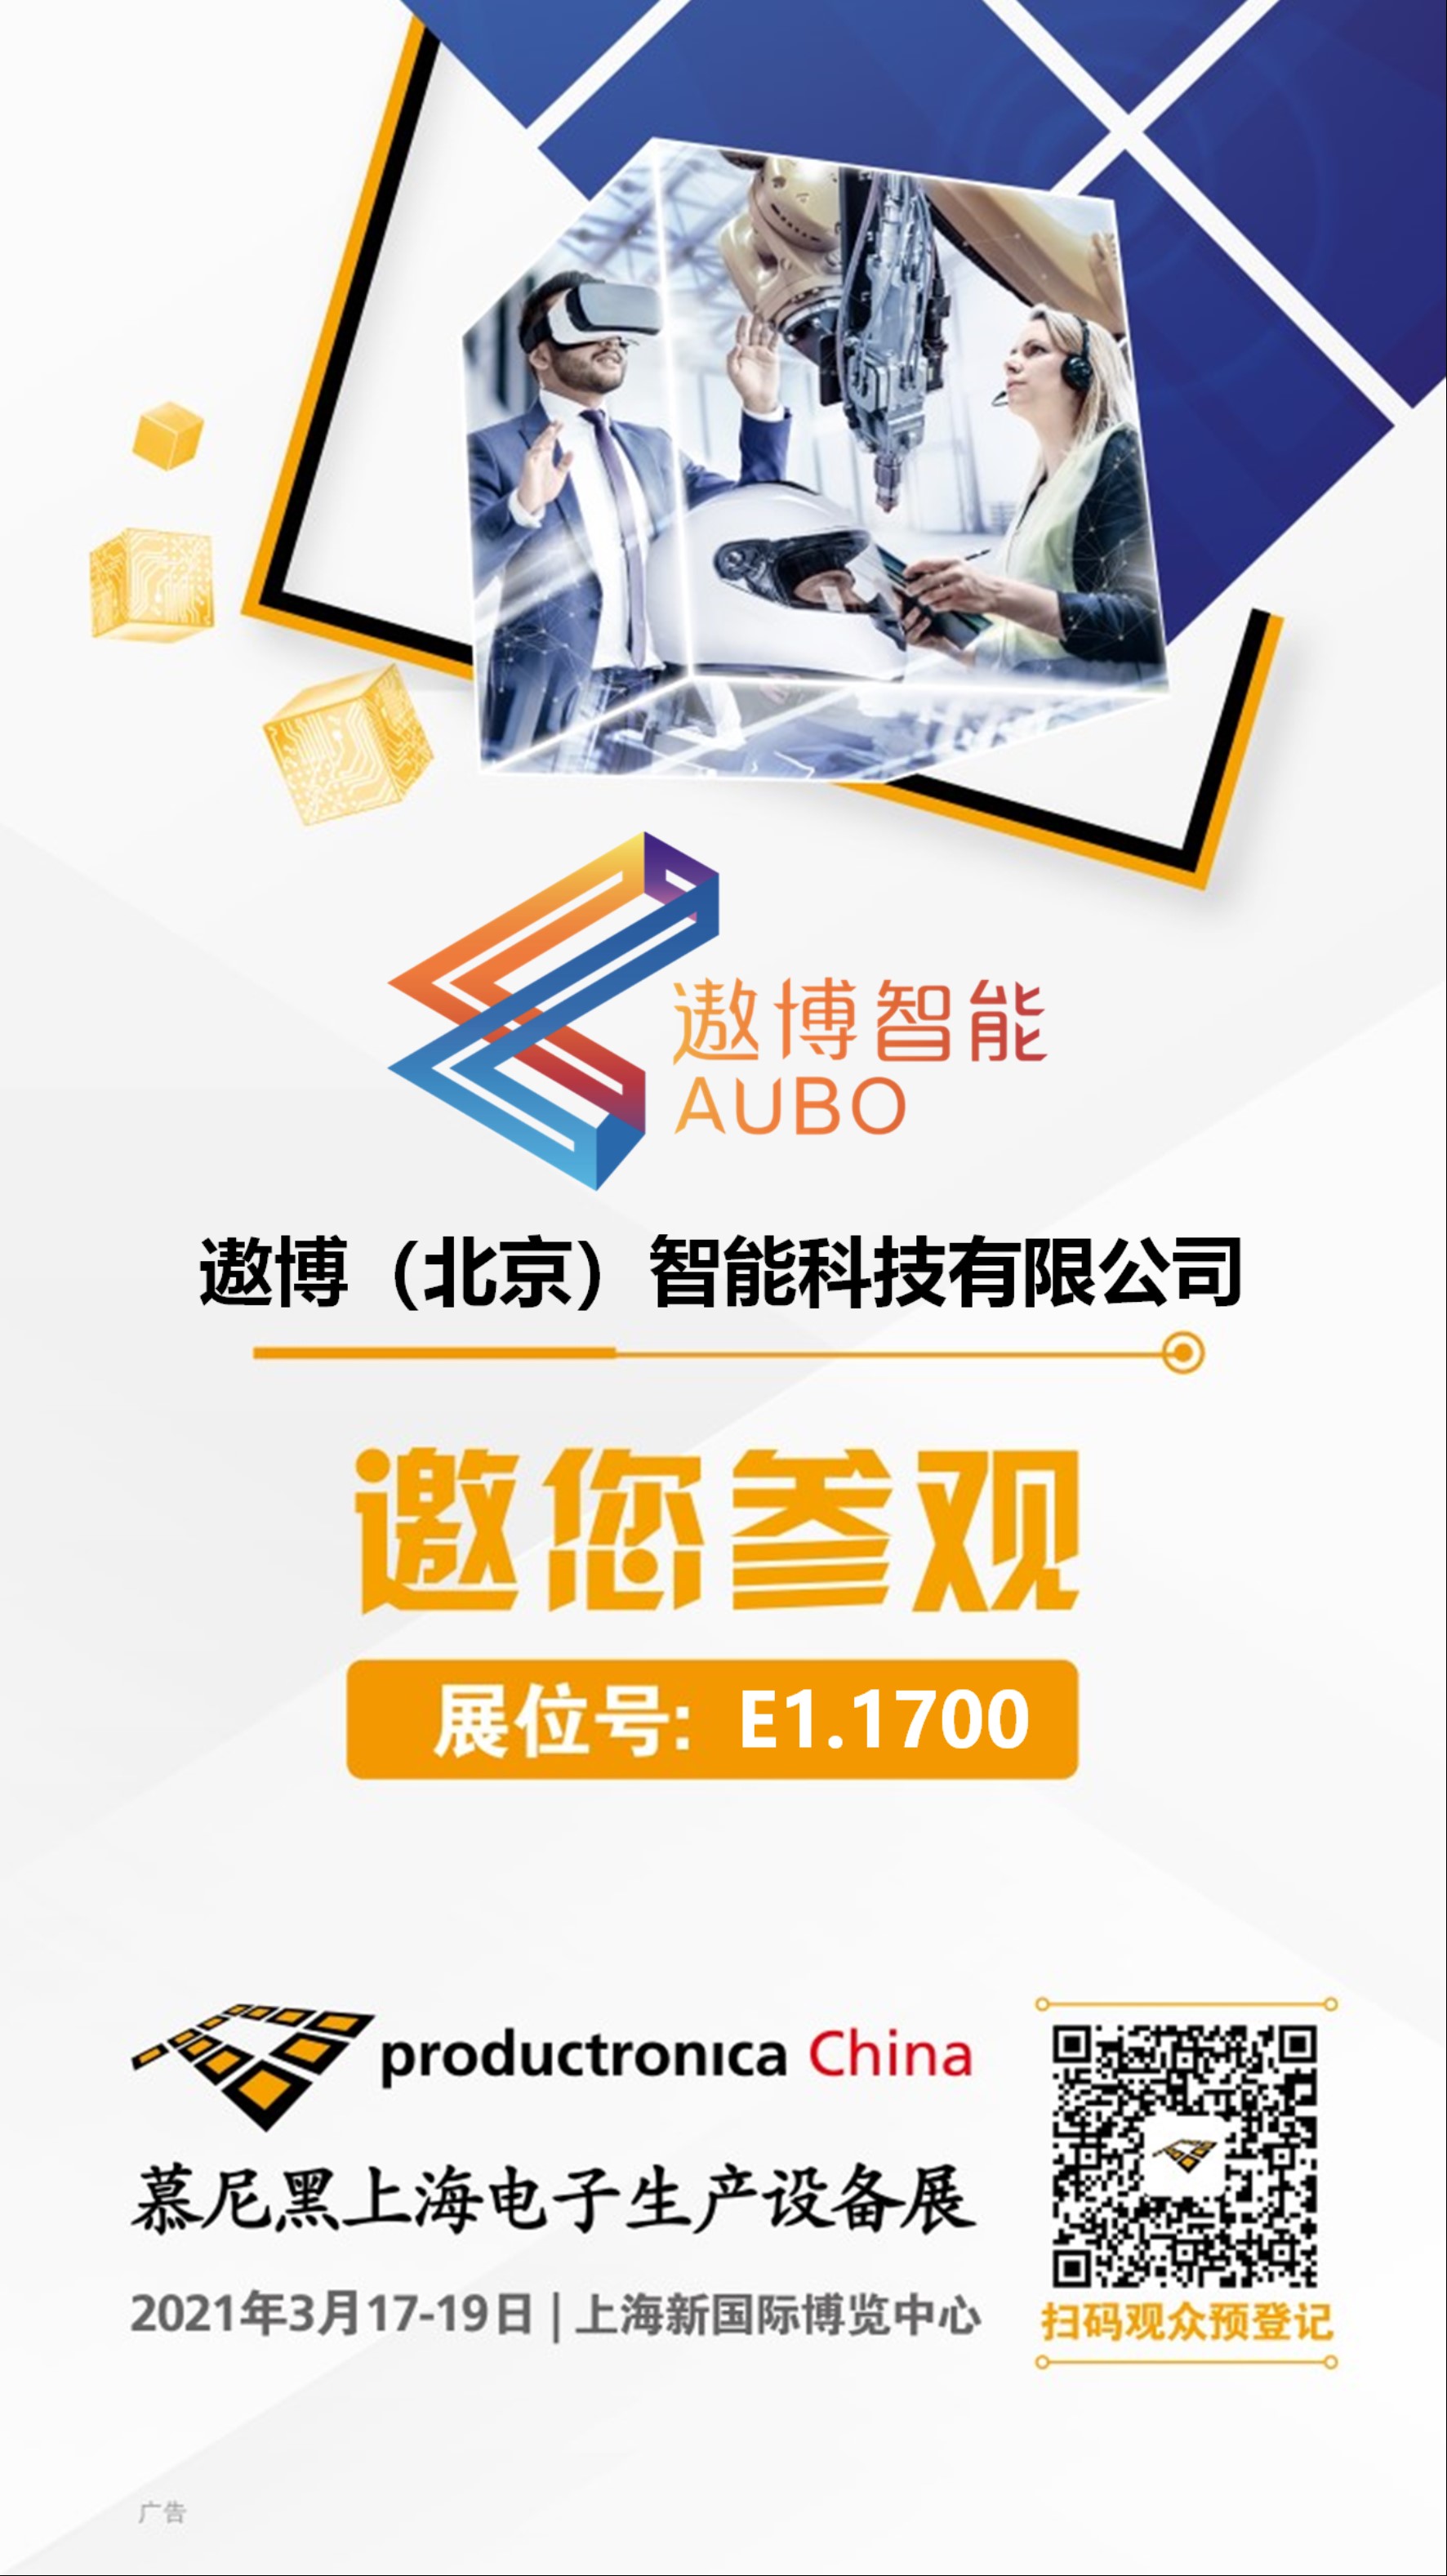 遨博智能
AUBO
遨博（北京）智能科技有限公司
邀您参观
展位号: E1.1700
productronica China
慕尼黑上海电子生产设备展
2021年3月17-19日 | 上海新国际博览中心
扫码观众预登记
广告